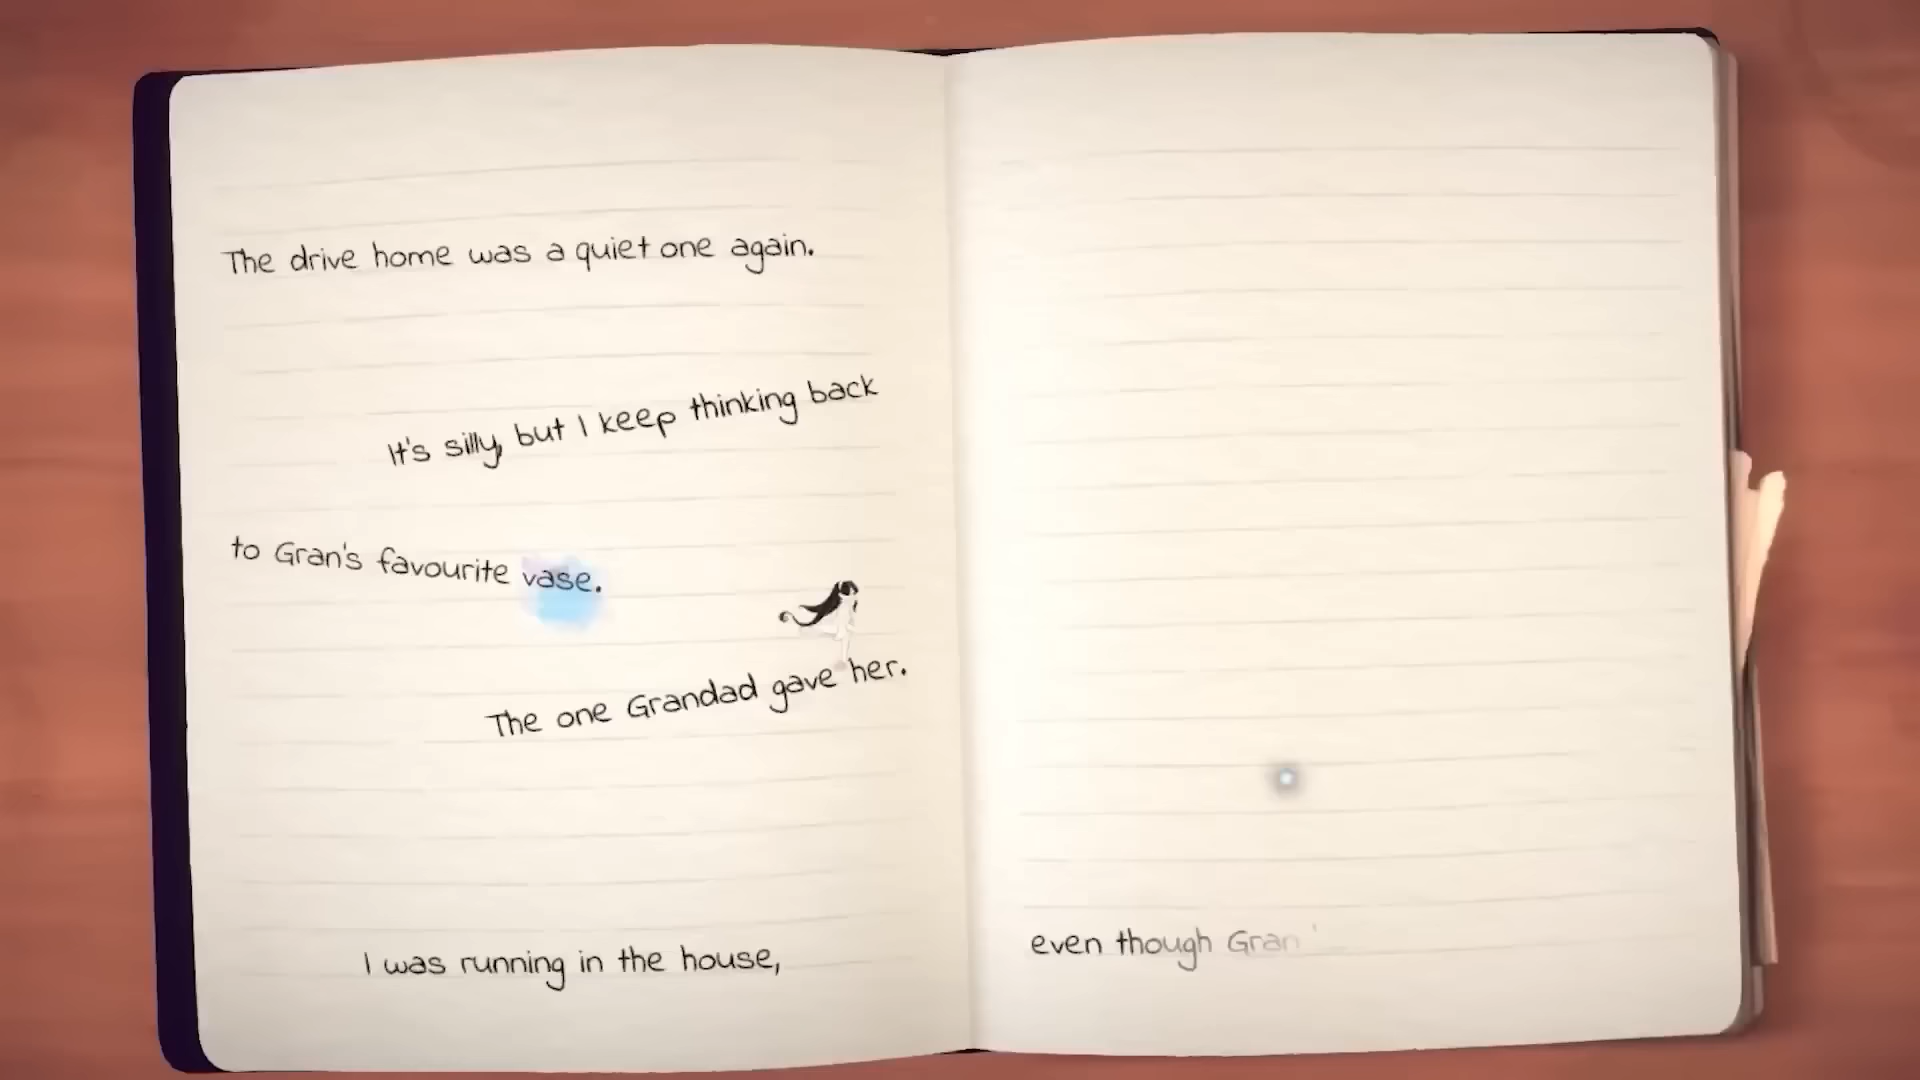 The drive home was a quiet one again.
It's silly, but I keep thinking back
to Gran's favourite vase.
The one Grandad gave her.
I was running in the house,
even though Gran '